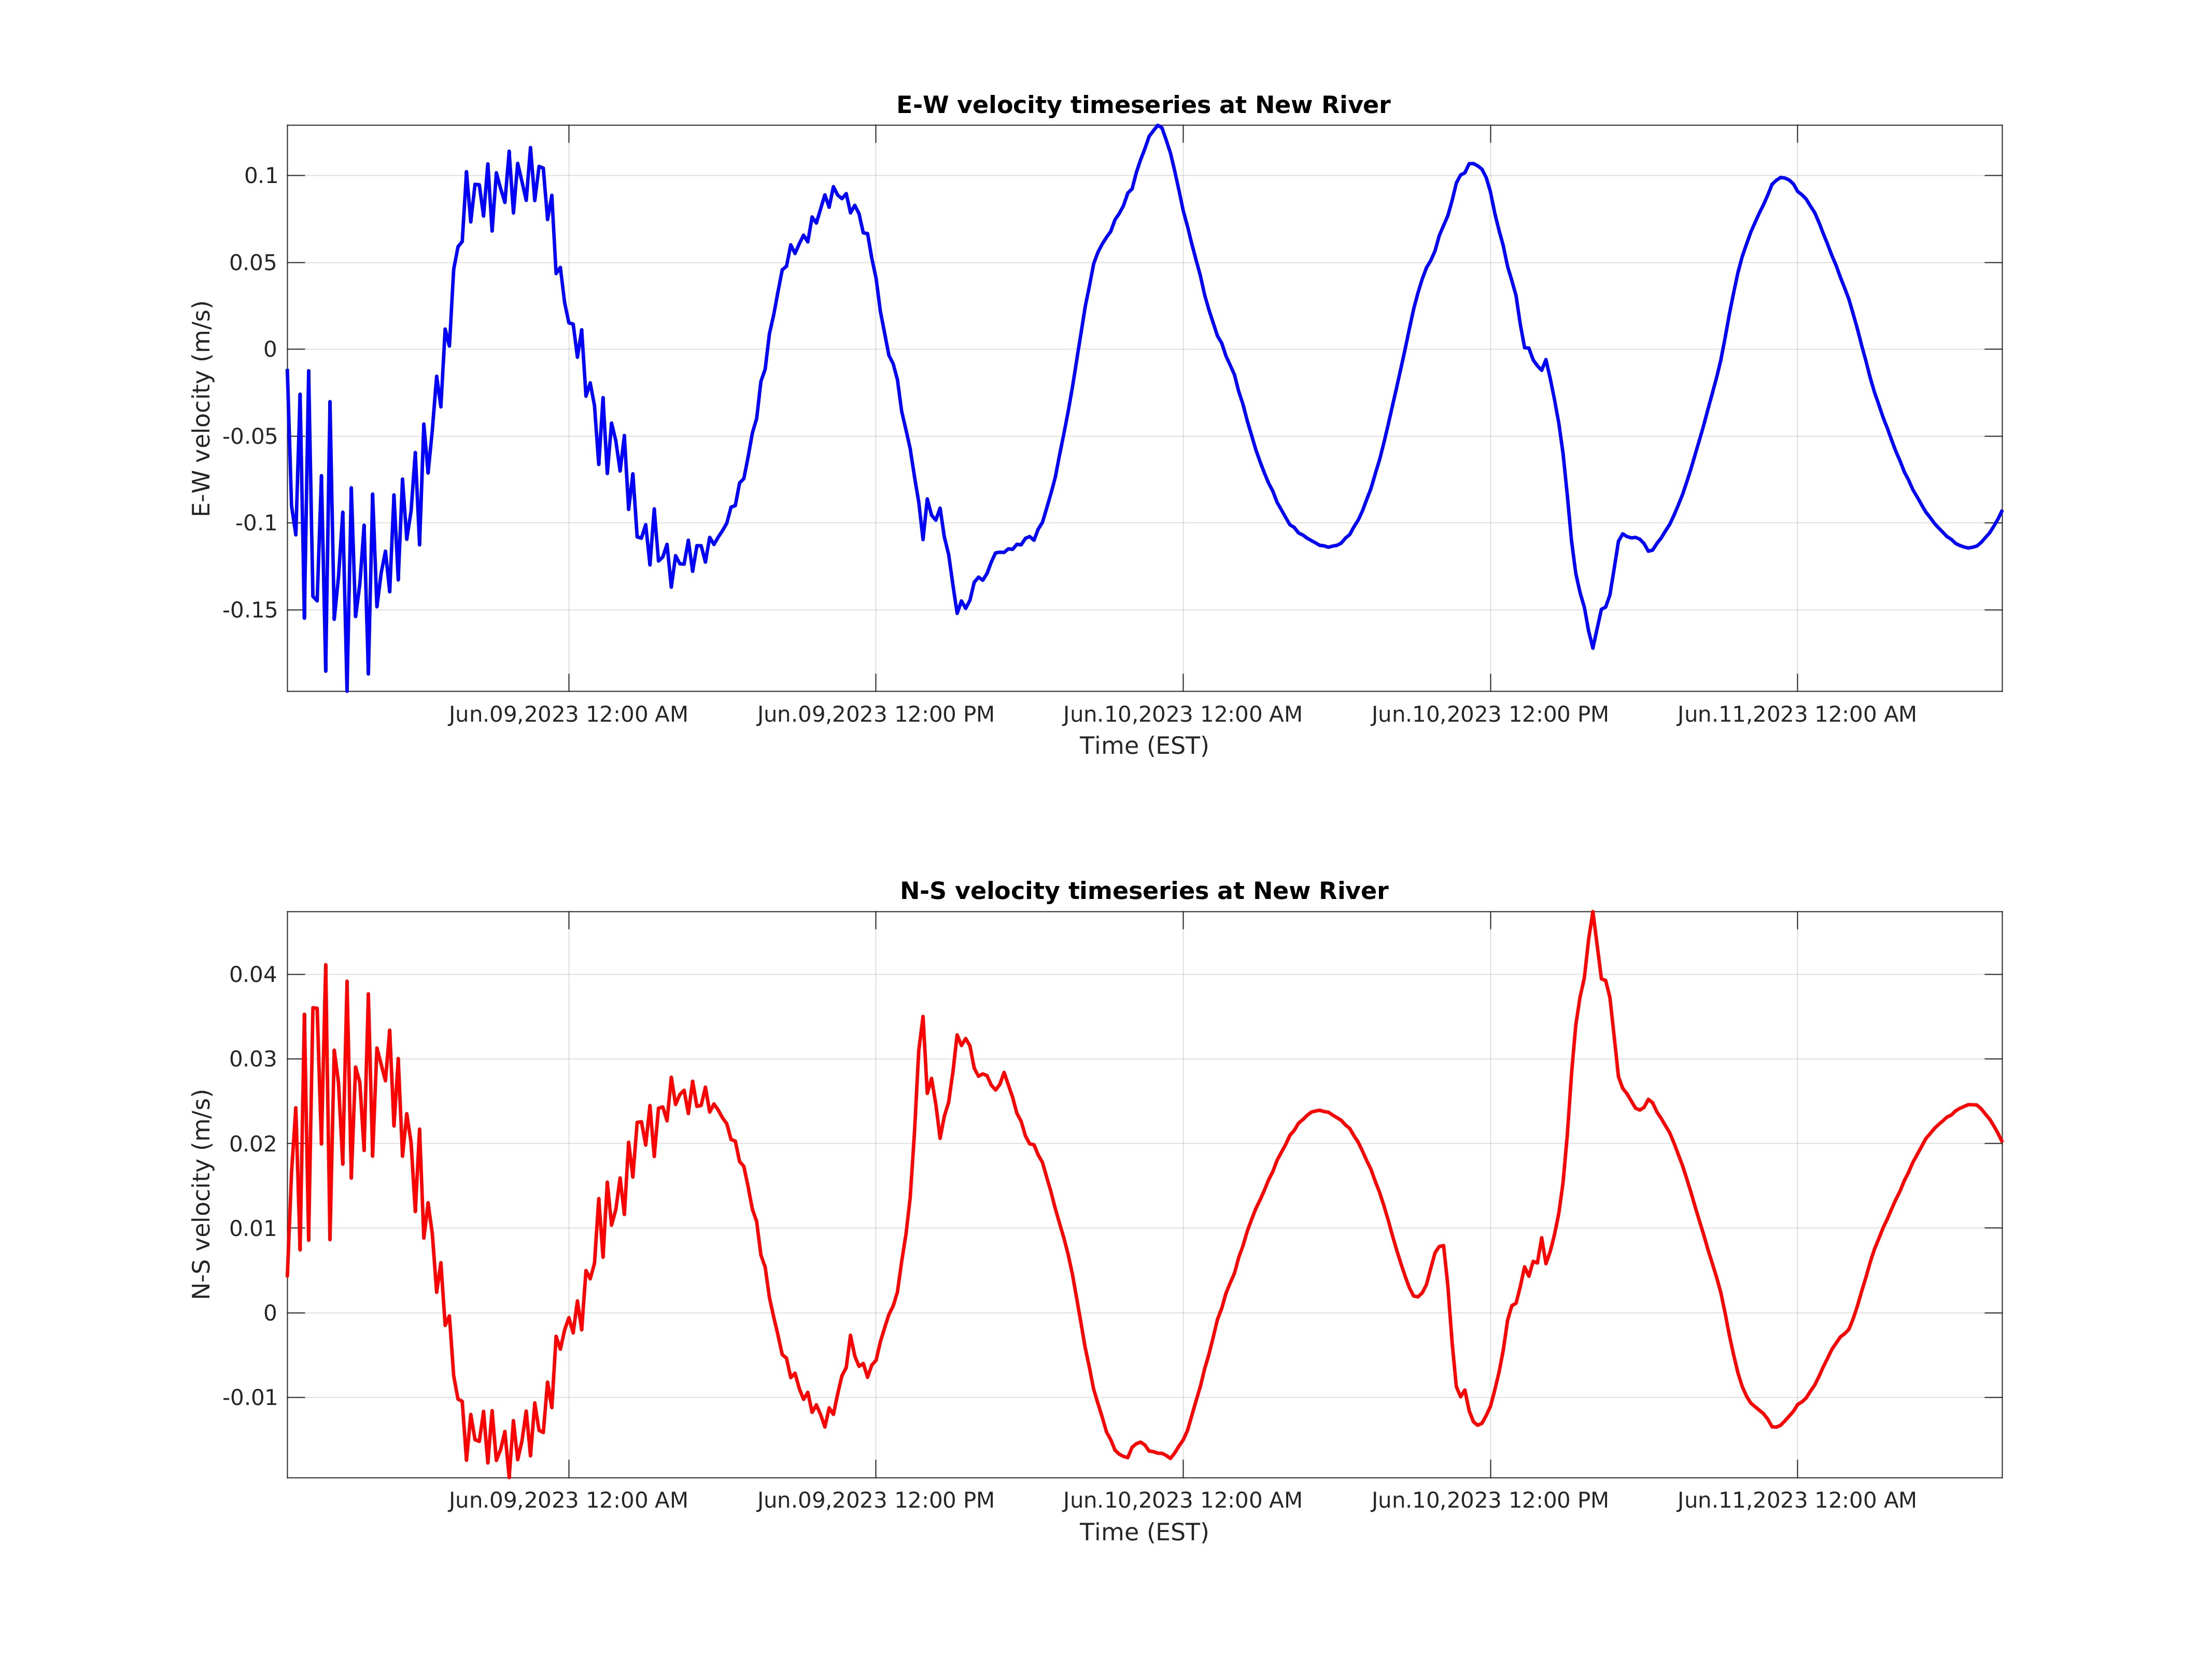 E-W velocity timeseries at New River
E-W velocity (m/s)
0.1
0.05
0
-0.05
-0.1
-0.15
Jun.09,2023 12:00 AM
Jun.09,2023 12:00 PM
Jun.10,2023 12:00 AM
Jun.10,2023 12:00 PM
Jun.11,2023 12:00 AM
Time (EST)
N-S velocity timeseries at New River
N-S velocity (m/s)
0.04
0.03
0.02
0.01
0
-0.01
Jun.09,2023 12:00 AM
Jun.09,2023 12:00 PM
Jun.10,2023 12:00 AM
Jun.10,2023 12:00 PM
Jun.11,2023 12:00 AM
Time (EST)